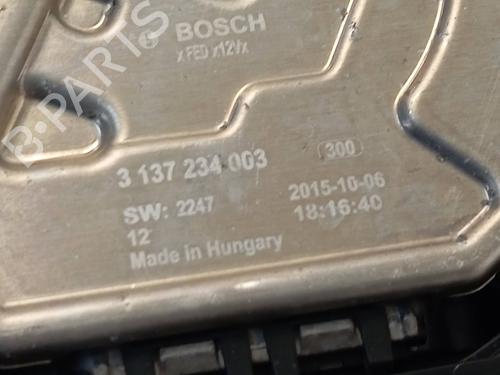 BOSCH
xFEDx12Vx
3 137 234 003
300
SW: 2247
2015-10-06
12
18:16:40
Made in Hungary
B-PARTS